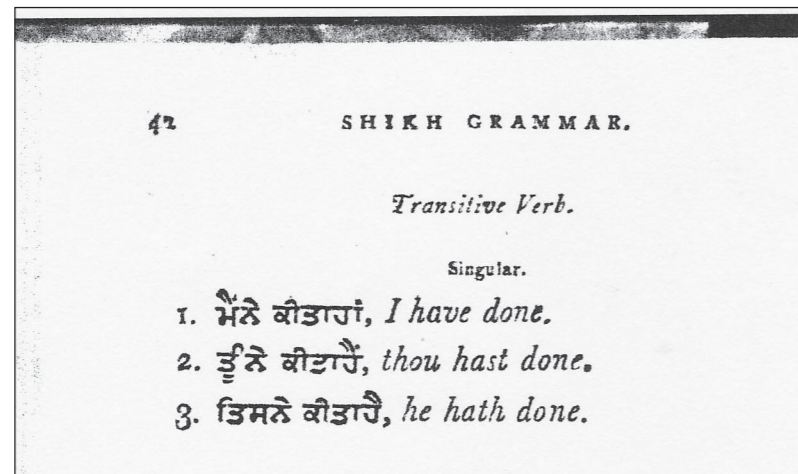 42 SHIKH GRAMMAR.
Transitive Verb.
Singular.
1. ਮੈਂਨੇ ਕੀਤਾਹਾਂ, I have done.
2. ਤੂੰਨੇ ਕੀਤਾਹੈਂ, thou hast done.
3. ਤਿਸਨੇ ਕੀਤਾਹੈ, he hath done.